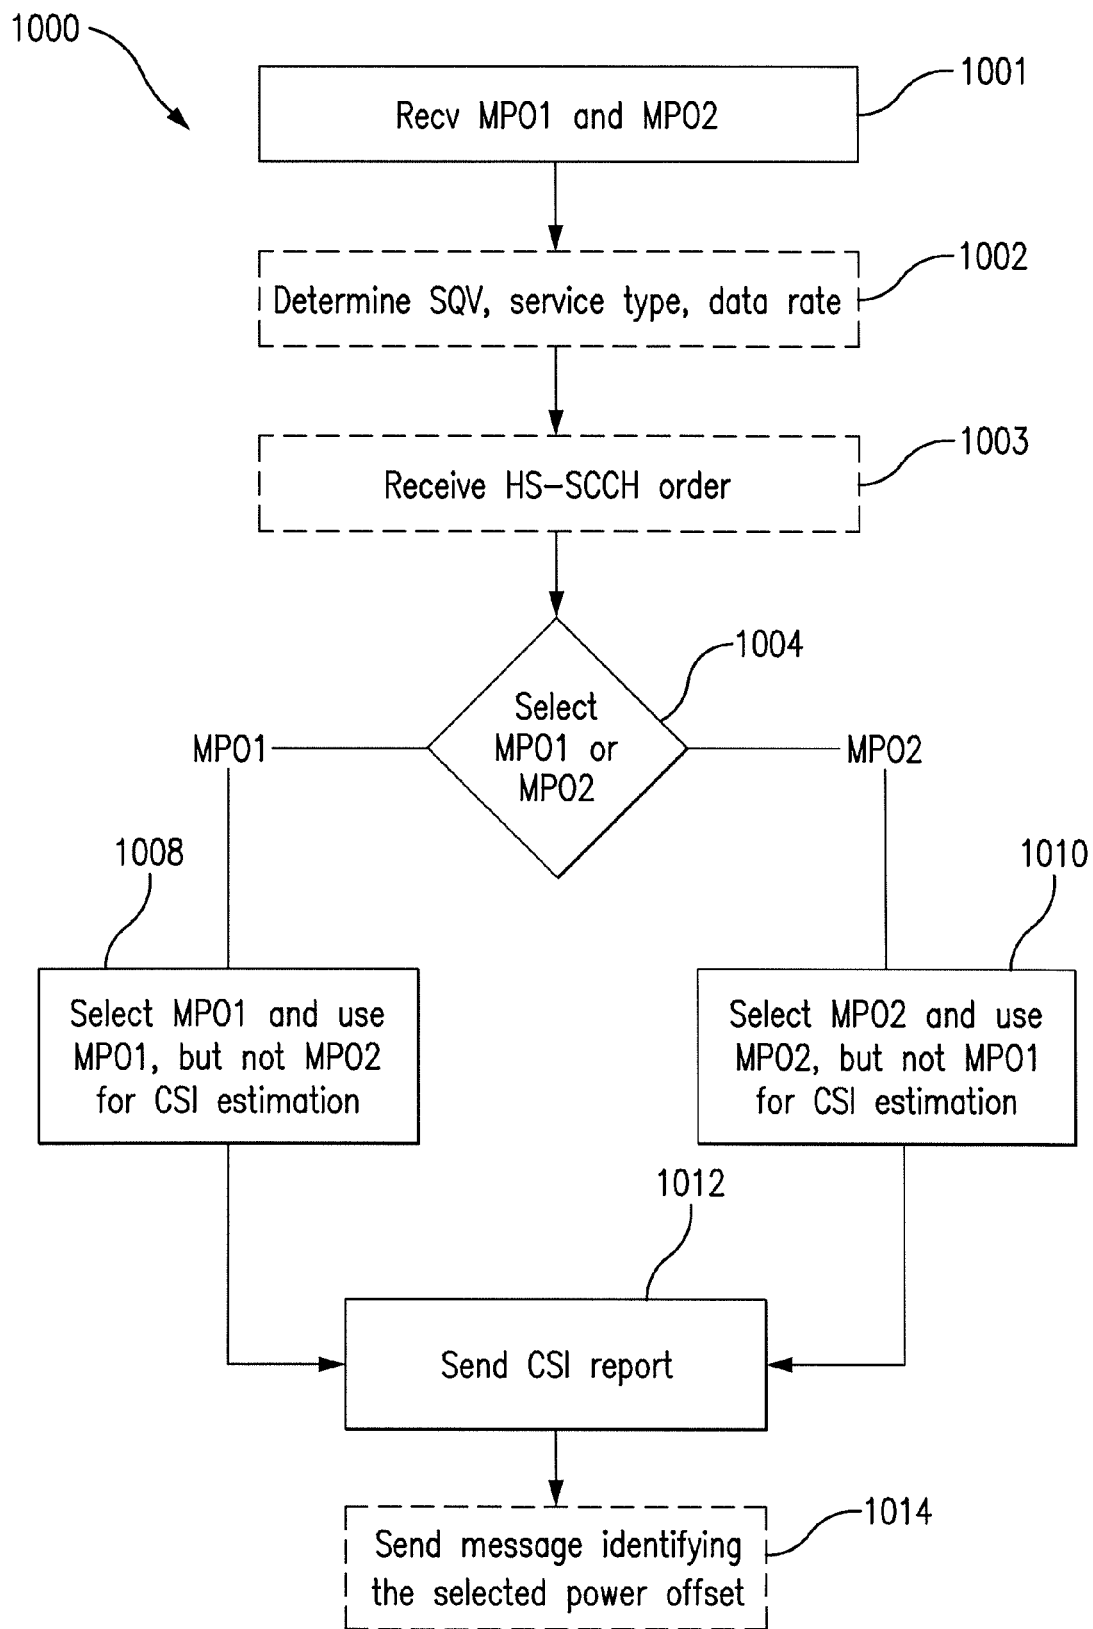 1000
1001
Recv MPO1 and MPO2
1002
Determine SQV, service type, data rate
1003
Receive HS-SCCH order
1004
Select
MPO1 or
MPO2
MPO1
MPO2
1008
1010
Select MPO1 and use
MPO1, but not MPO2
for CSI estimation
Select MPO2 and use
MPO2, but not MPO1
for CSI estimation
1012
Send CSI report
1014
Send message identifying
the selected power offset